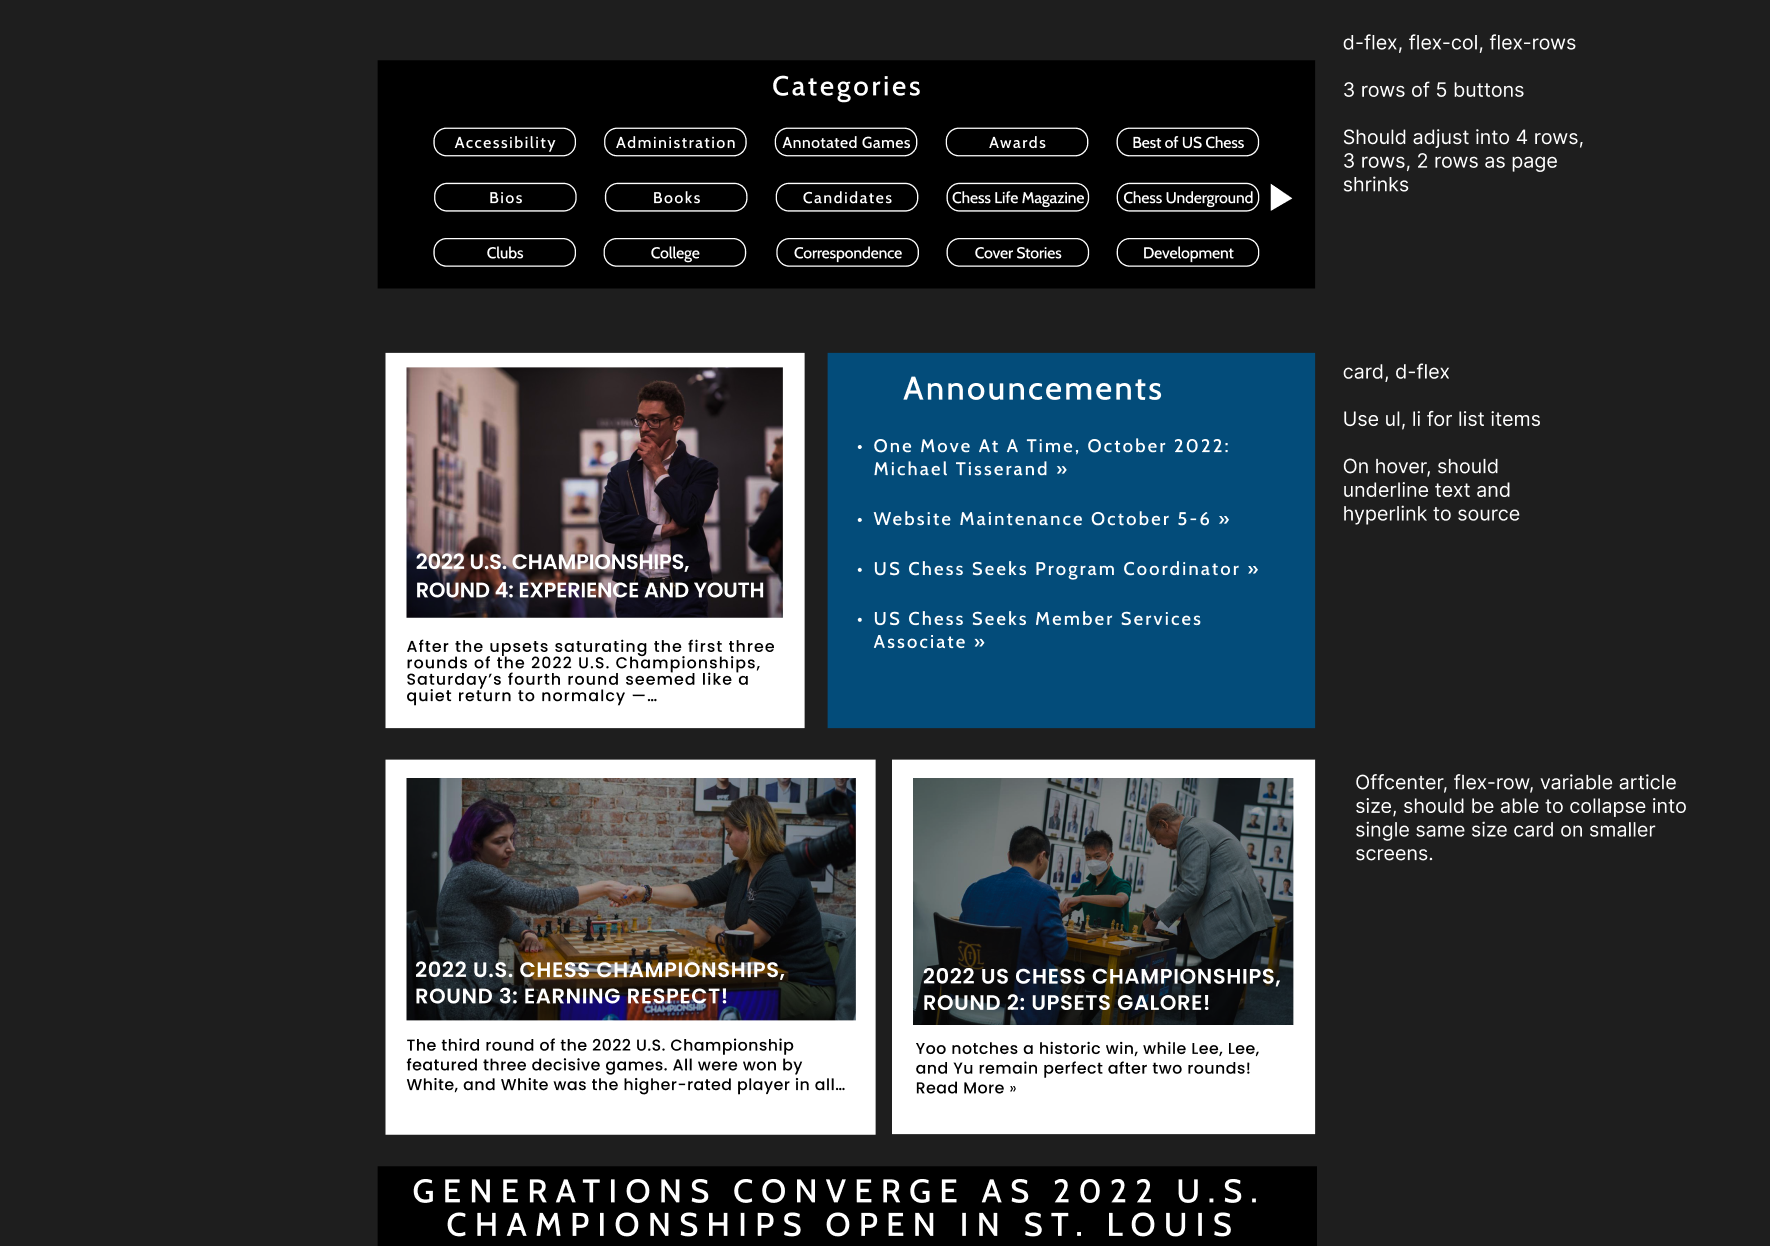 d-flex, flex-col, flex-rows
3 rows of 5 buttons
Should adjust into 4 rows,
3 rows, 2 rows as page
shrinks
Categories
Accessibility
Administration
Annotated Games
Awards
Best of US Chess
Bios
Books
Candidates
Chess Life Magazine
Chess Underground
Clubs
College
Correspondence
Cover Stories
Development
2022 U.S. CHAMPIONSHIPS,
ROUND 4: EXPERIENCE AND YOUTH
After the upsets saturating the first three
rounds of the 2022 U.S. Championships,
Saturday’s fourth round seemed like a
quiet return to normalcy —…
Announcements
• One Move At A Time, October 2022:
Michael Tisserand »
• Website Maintenance October 5-6 »
• US Chess Seeks Program Coordinator »
• US Chess Seeks Member Services
Associate »
card, d-flex
Use ul, li for list items
On hover, should
underline text and
hyperlink to source
2022 U.S. CHESS CHAMPIONSHIPS,
ROUND 3: EARNING RESPECT!
CHAMPIONSHIP
The third round of the 2022 U.S. Championship
featured three decisive games. All were won by
White, and White was the higher-rated player in all…
2022 US CHESS CHAMPIONSHIPS,
ROUND 2: UPSETS GALORE!
Yoo notches a historic win, while Lee, Lee,
and Yu remain perfect after two rounds!
Read More »
Offcenter, flex-row, variable article
size, should be able to collapse into
single same size card on smaller
screens.
GENERATIONS CONVERGE AS 2022 U.S.
CHAMPIONSHIPS OPEN IN ST. LOUIS